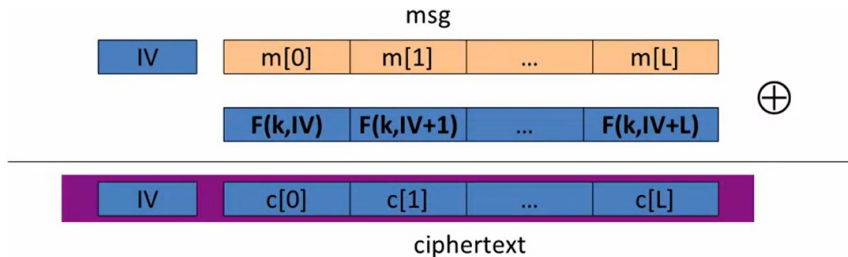 msg
IV m[0] m[1] ... m[L]
⊕
F(k,IV) F(k,IV+1) ... F(k,IV+L)
IV c[0] c[1] ... c[L]
ciphertext